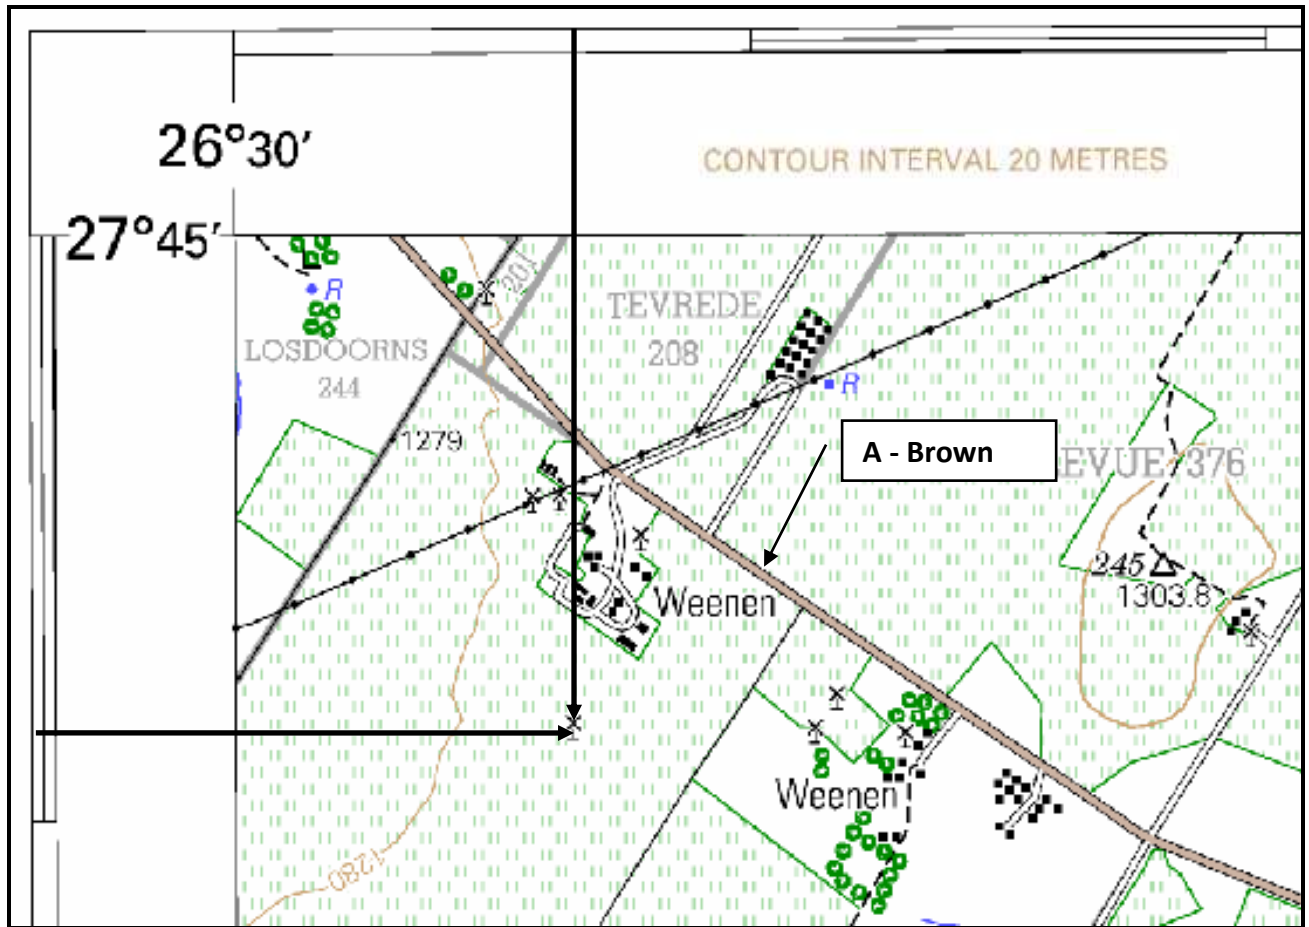 26°30′
CONTOUR INTERVAL 20 METRES
27°45′
R
201
TEVREDE
208
LOSDOORNS
244
R
1279
A - Brown
EVUE 376
245
1303.8
Weenen
Weenen
1280